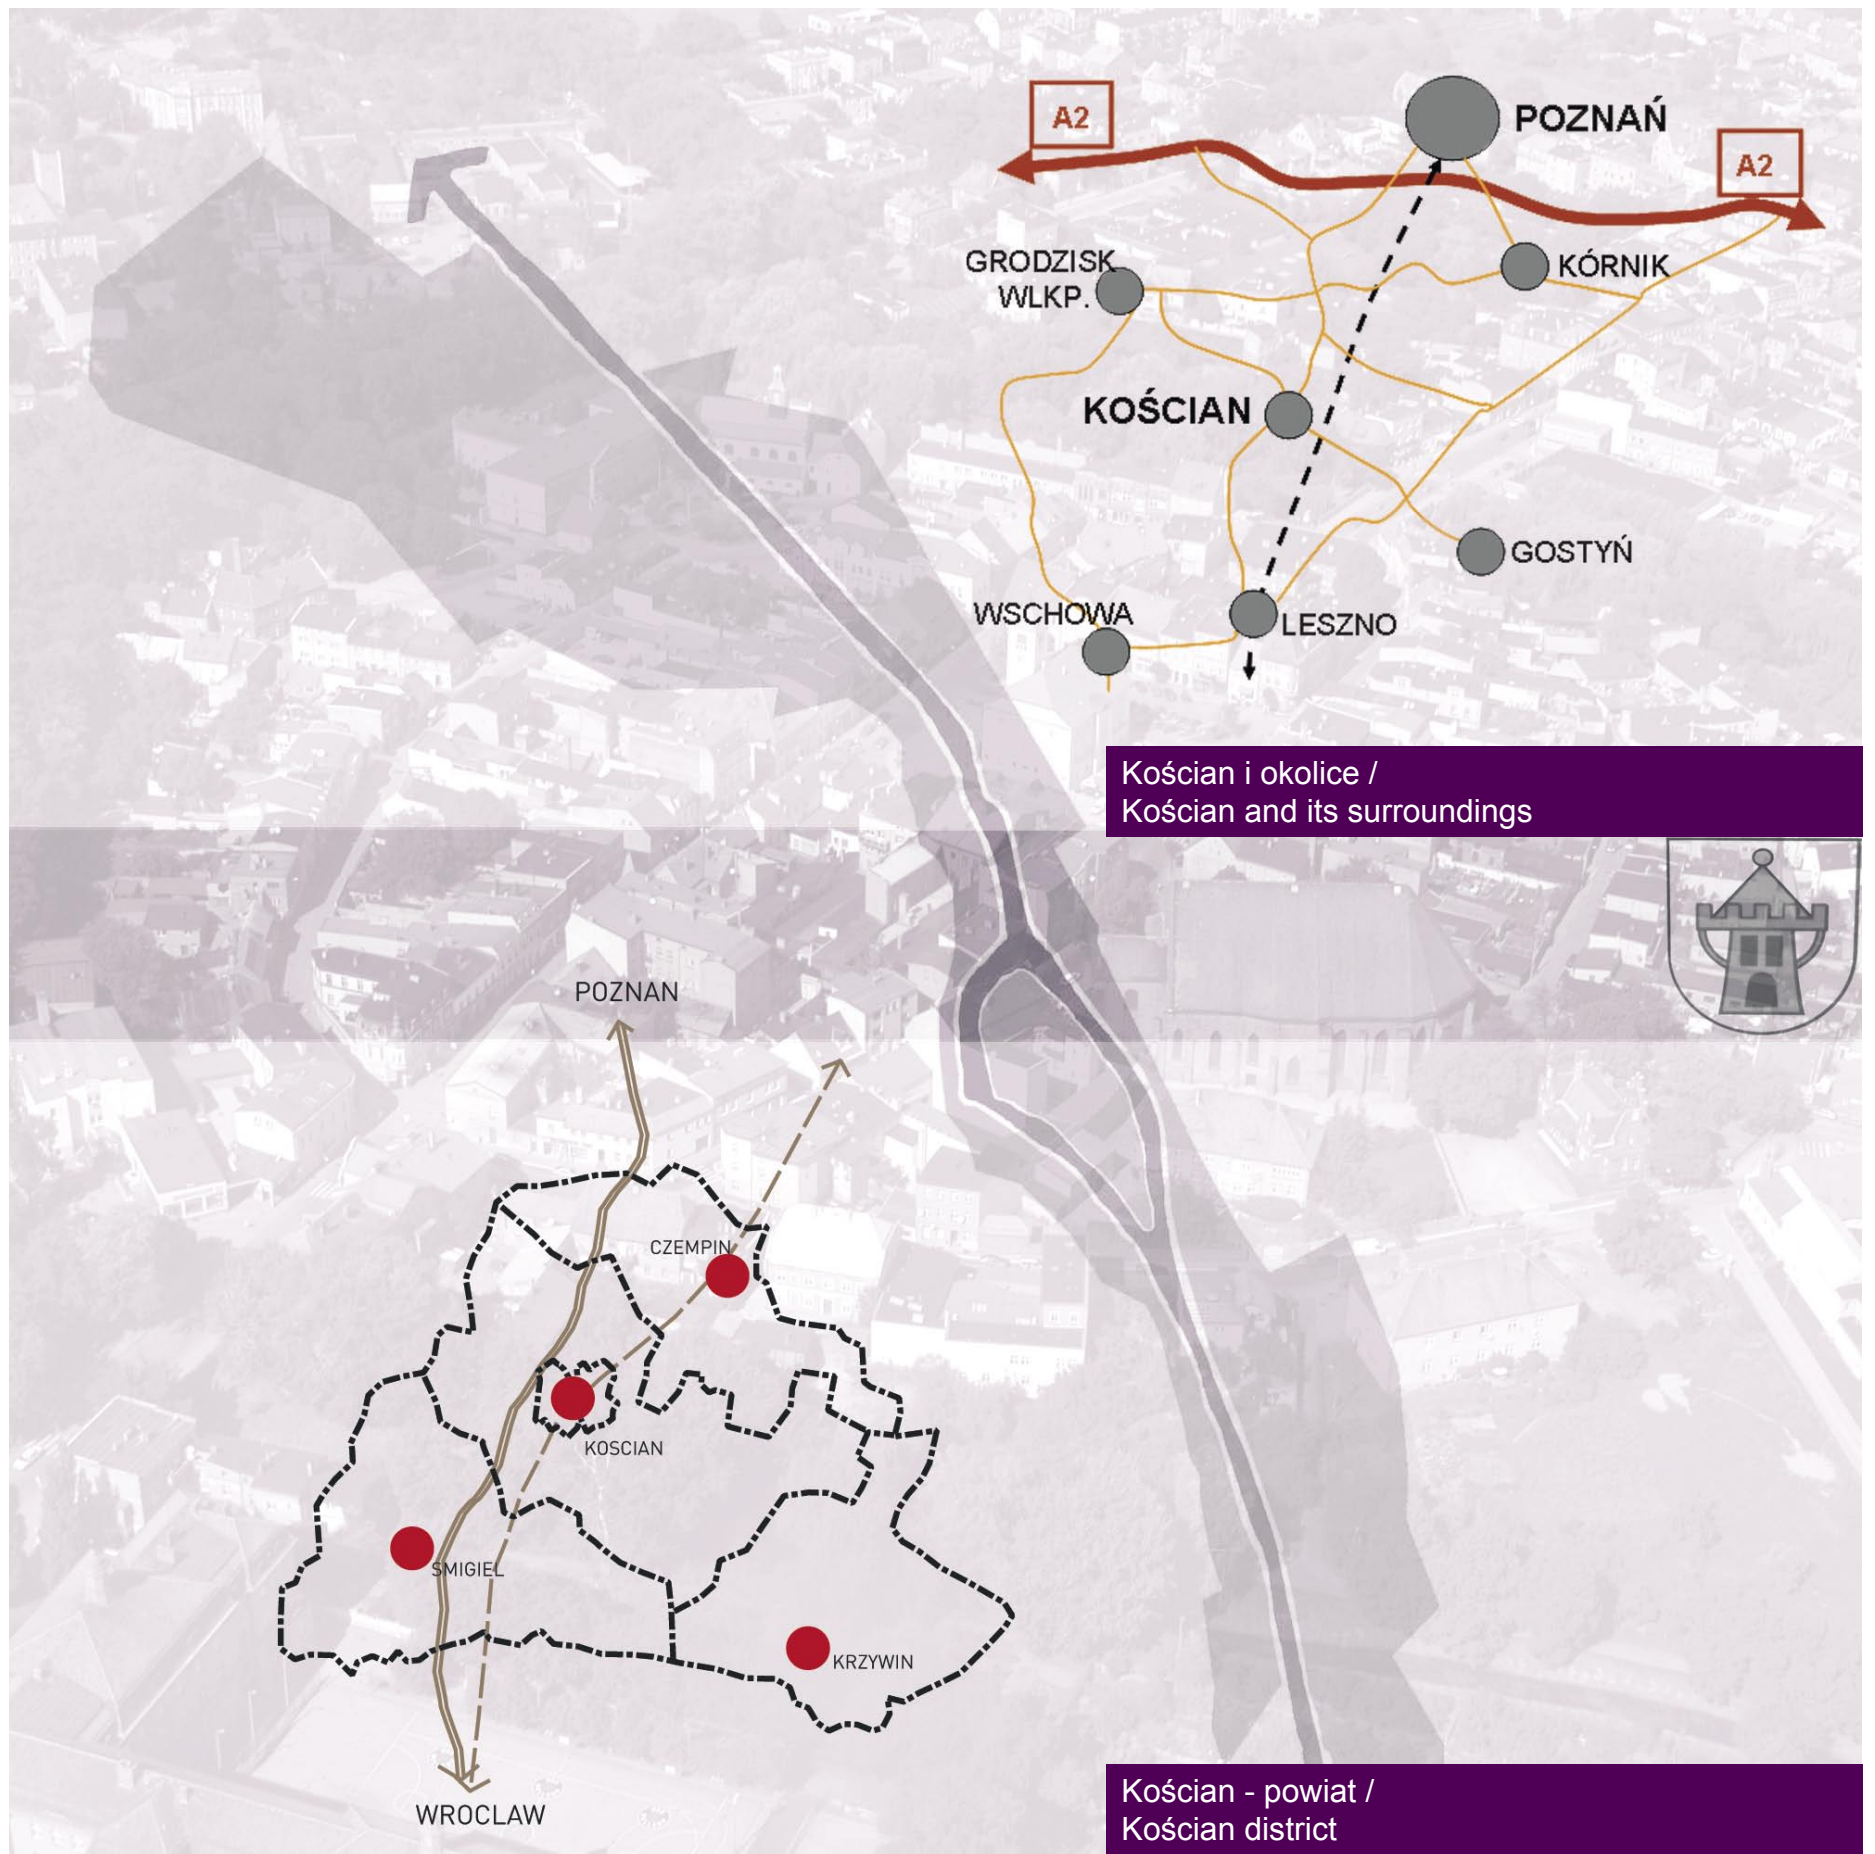 A2
POZNAŃ
A2
GRODZISK
WLKP.
KÓRNIK
KOŚCIAN
GOSTYŃ
WSCHOWA
LESZNO
Kościan i okolice /
Kościan and its surroundings
POZNAN
CZEMPIN
KOSCIAN
SMIGIEL
KRZYWIN
WROCLAW
Kościan - powiat /
Kościan district